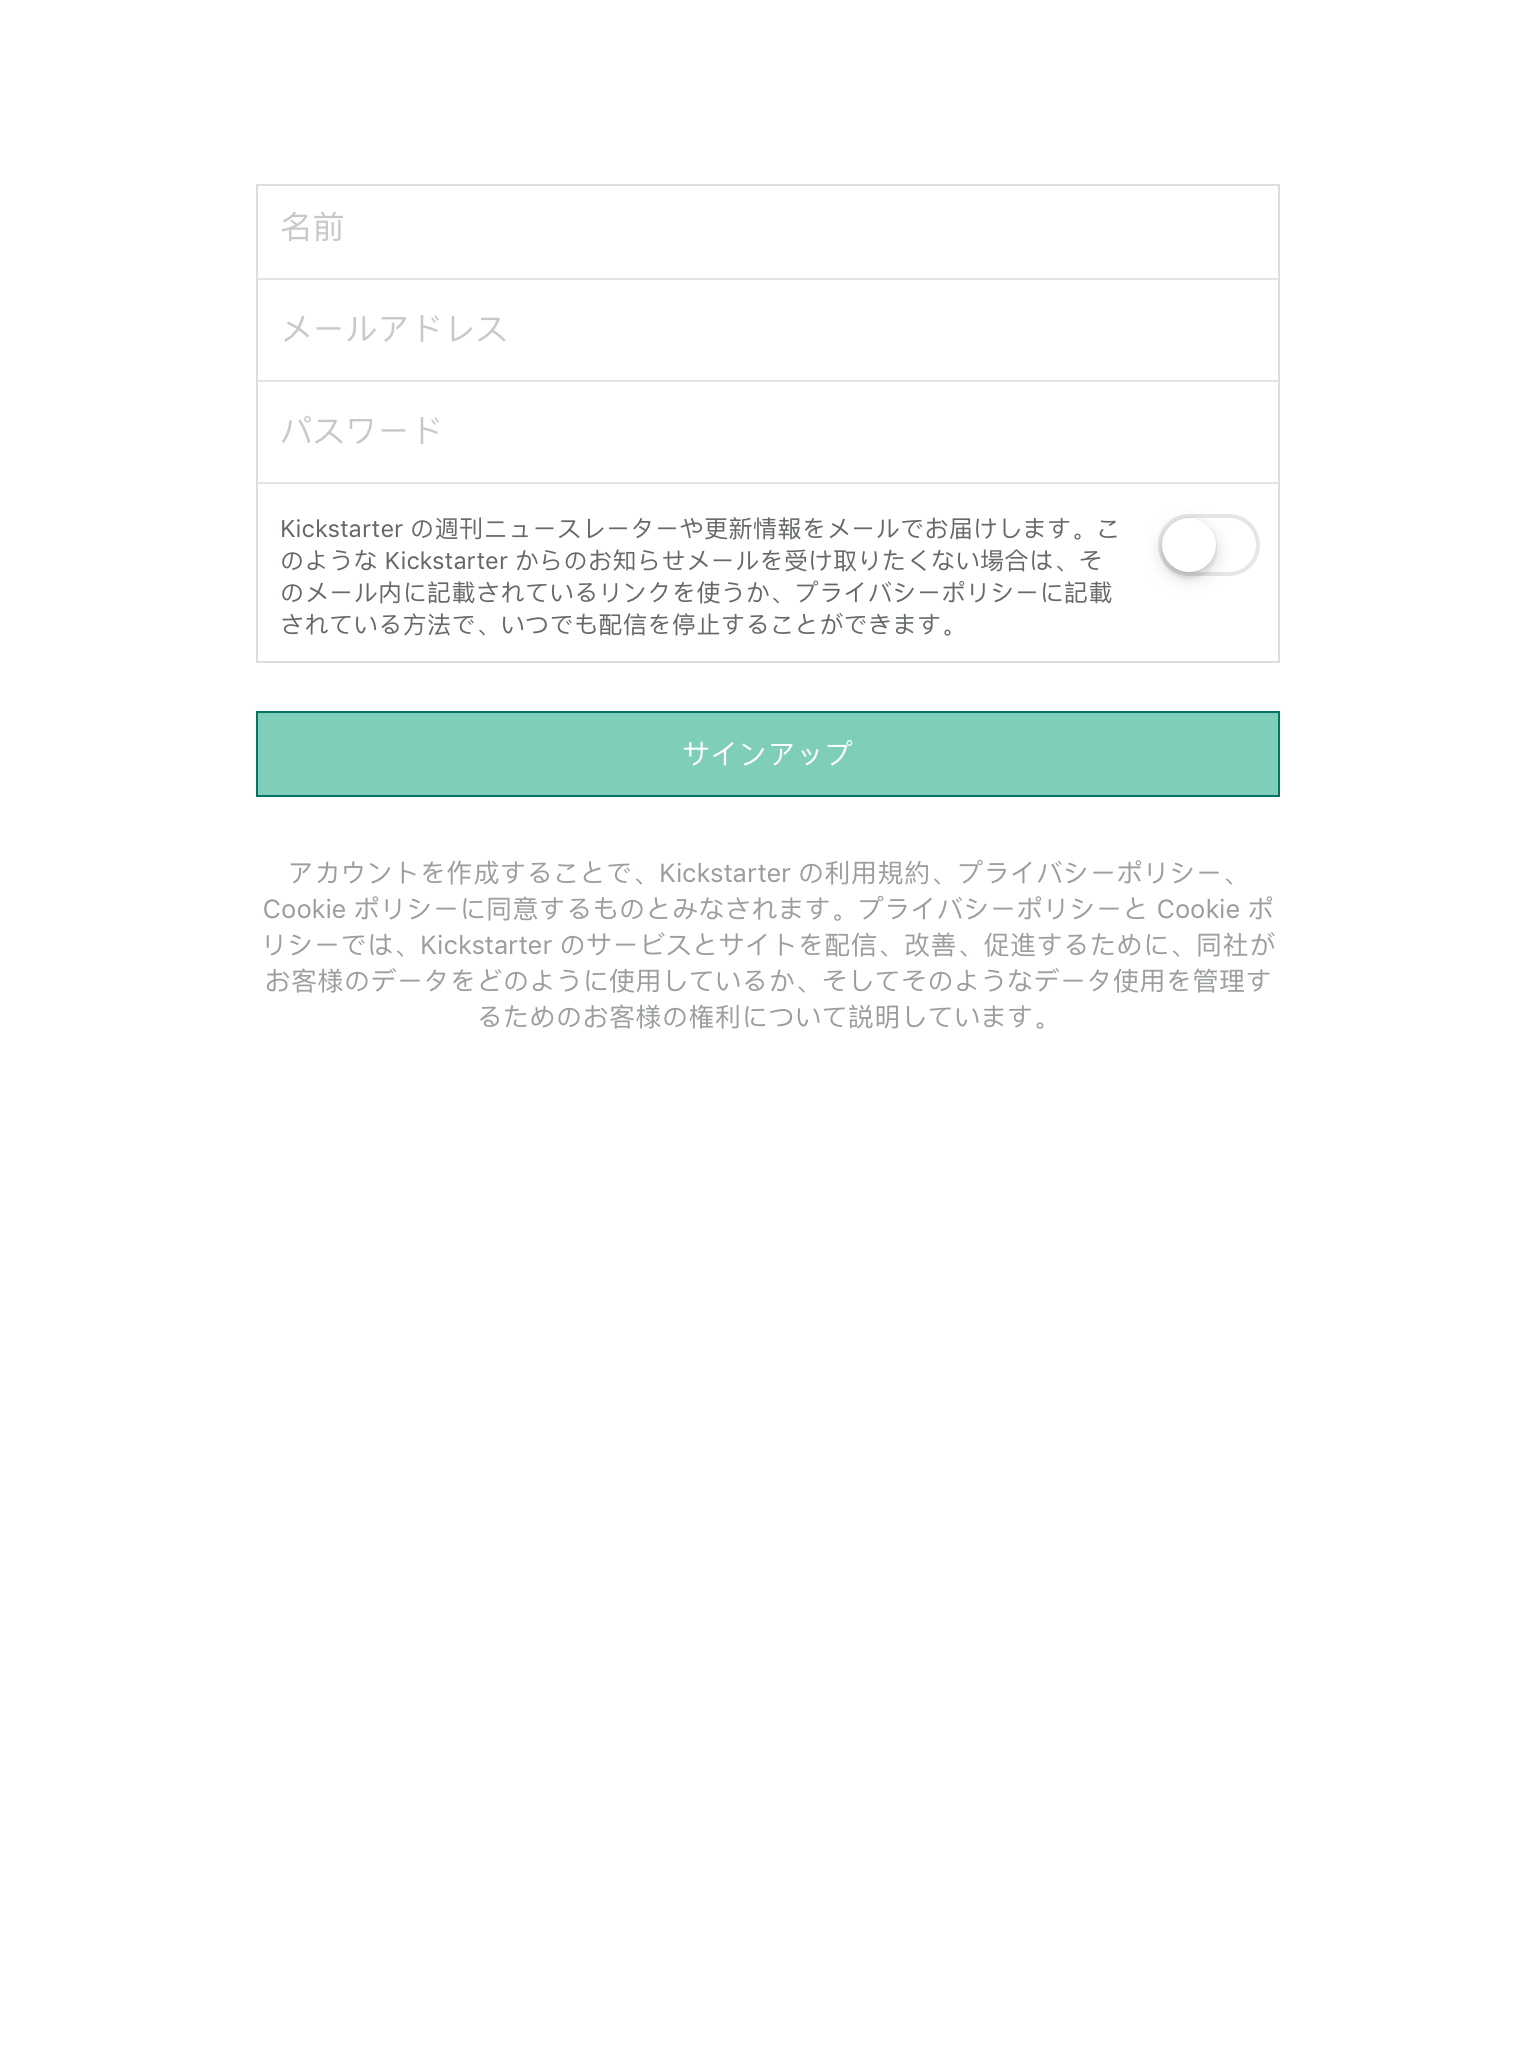 名前
メールアドレス
パスワード
Kickstarter の週刊ニュースレーターや更新情報をメールでお届けします。こ
のような Kickstarter からのお知らせメールを受け取りたくない場合は、そ
のメール内に記載されているリンクを使うか、プライバシーポリシーに記載
されている方法で、いつでも配信を停止することができます。
サインアップ
アカウントを作成することで、Kickstarter の利用規約、プライバシーポリシー、
Cookie ポリシーに同意するものとみなされます。プライバシーポリシーと Cookie ポ
リシーでは、Kickstarter のサービスとサイトを配信、改善、促進するために、同社が
お客様のデータをどのように使用しているか、そしてそのようなデータ使用を管理す
るためのお客様の権利について説明しています。